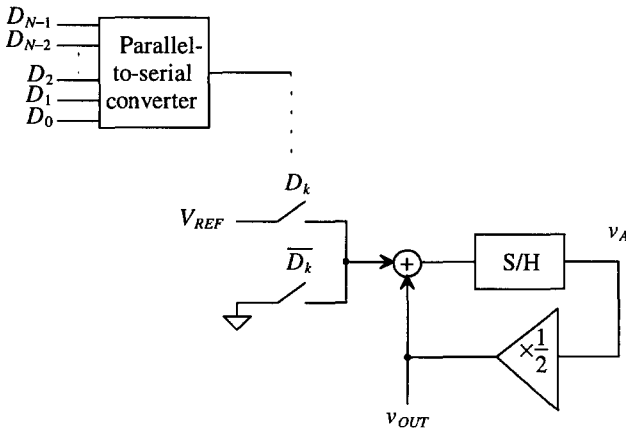 D_{N-1}
D_{N-2}
D_2
D_1
D_0
Parallel-
to-serial
converter
D_k
V_{REF}
\overline{D_k}
+
S/H
v_A
×\frac{1}{2}
v_{OUT}